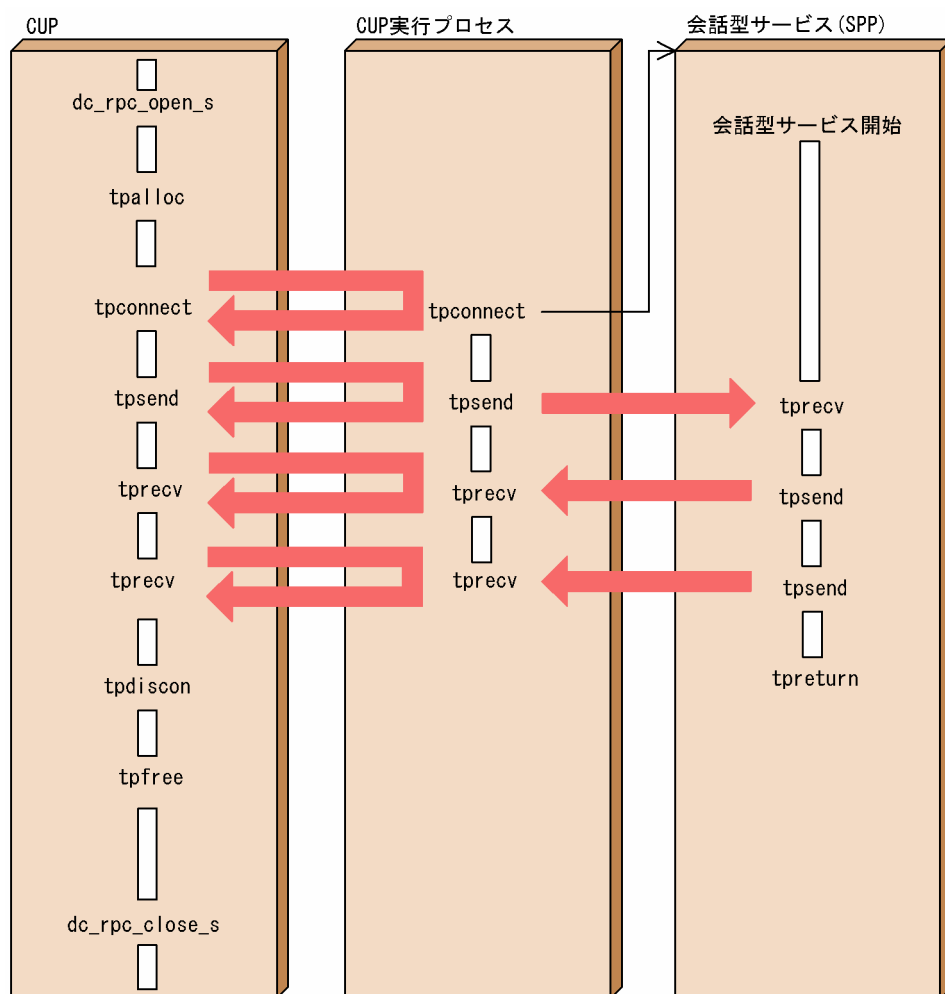 CUP
CUP実行プロセス
会話型サービス(SPP)
dc_rpc_open_s
tpalloc
tpconnect
tpsend
tprecv
tprecv
tpdiscon
tpfree
dc_rpc_close_s
tpconnect
tpsend
tprecv
tprecv
会話型サービス開始
tprecv
tpsend
tpsend
tpreturn